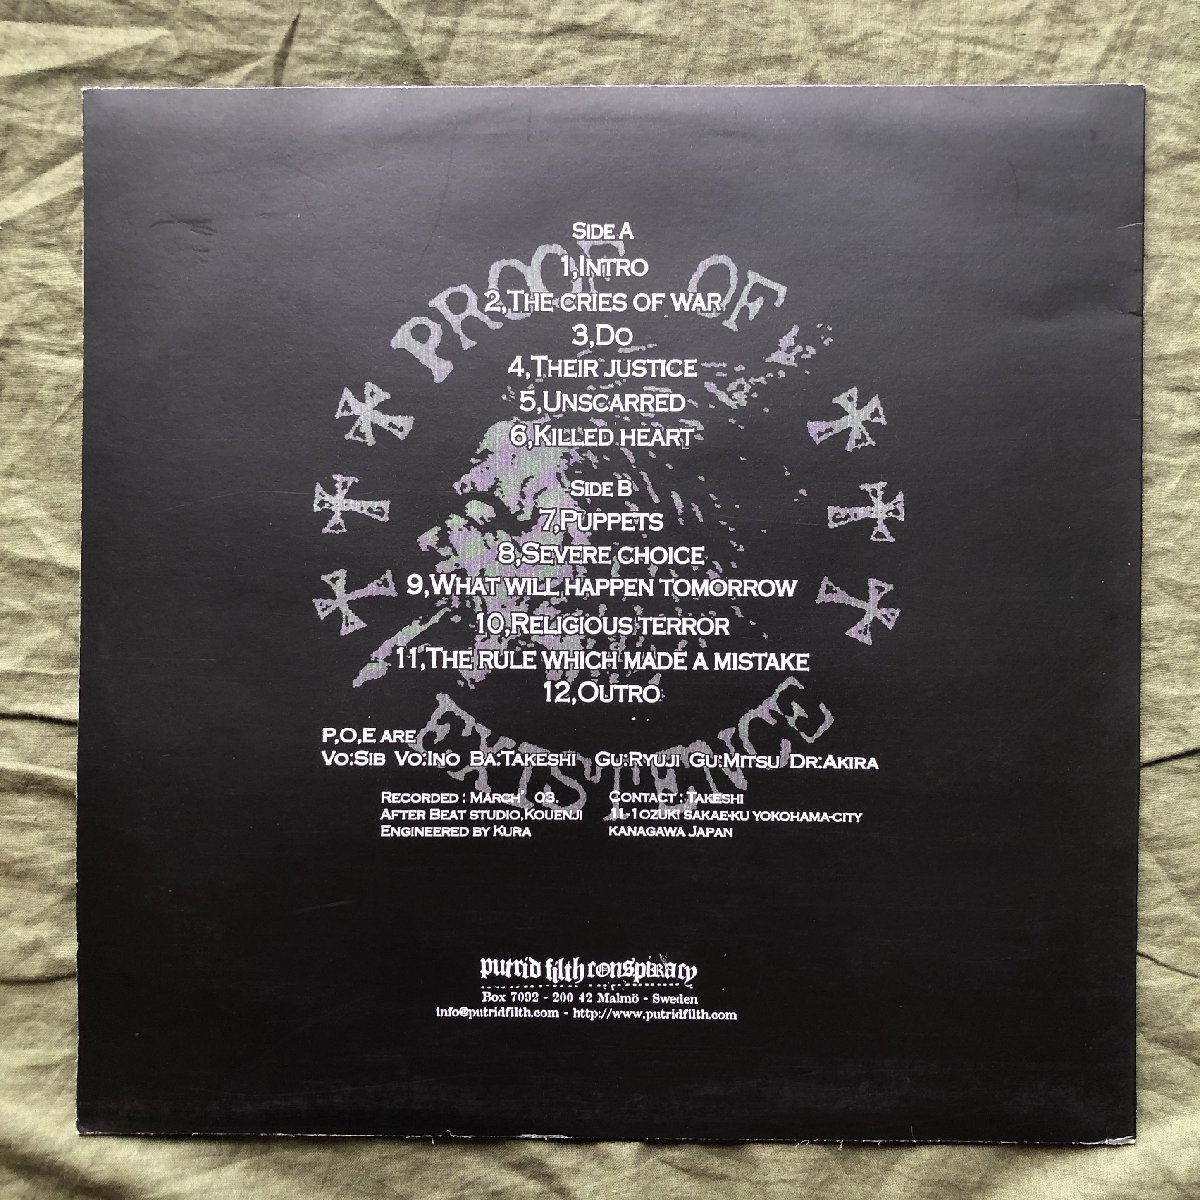 PROOF OF
EXISTENCE
SIDE A
1,INTRO
2,THE CRIES OF WAR
3,DO
4,THEIR JUSTICE
5,UNSCARRED
6,KILLED HEART
SIDE B
7,PUPPETS
8,SEVERE CHOICE
9,WHAT WILL HAPPEN TOMORROW
10,RELIGIOUS TERROR
11,THE RULE WHICH MADE A MISTAKE
12,OUTRO
P,O,E ARE
VO:SIB VO:INO BA:TAKESHI GU:RYUJI GU:MITSU DR:AKIRA
RECORDED : MARCH' 03.
AFTER BEAT STUDIO,KOUENJI
ENGINEERED BY KURA
CONTACT : TAKESHI
11-1OZUKI SAKAE-KU YOKOHAMA-CITY
KANAGAWA JAPAN
putrid filth conspiracy
Box 7092 - 200 42 Malmö - Sweden
info@putridfilth.com - http://www.putridfilth.com